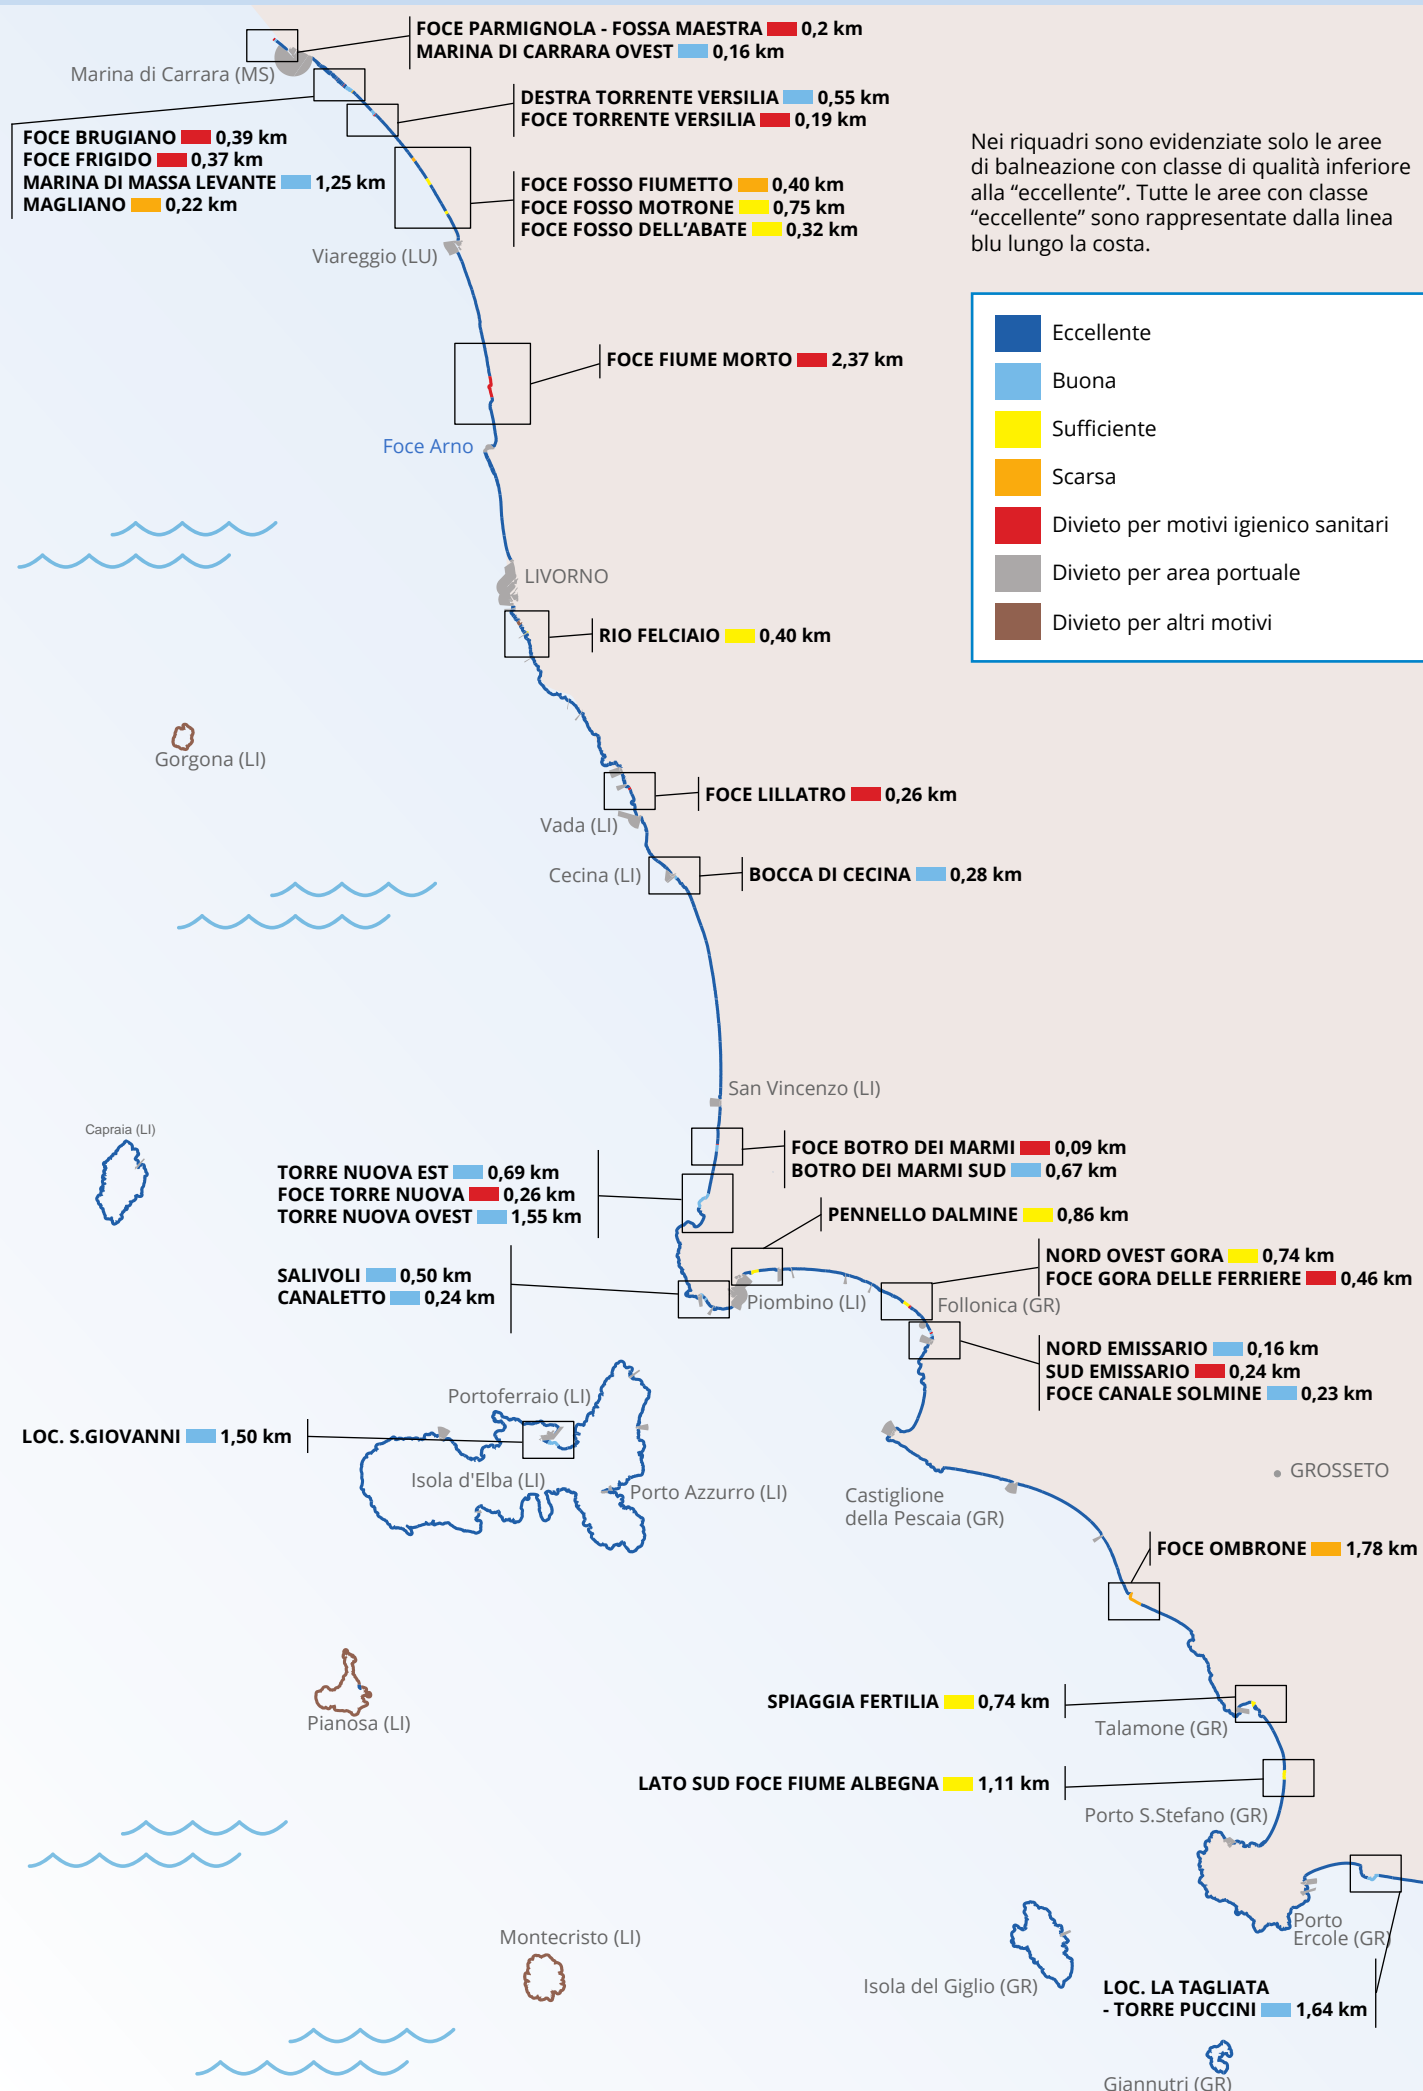 FOCE PARMIGNOLA - FOSSA MAESTRA 0,2 km
MARINA DI CARRARA OVEST 0,16 km
Marina di Carrara (MS)
DESTRA TORRENTE VERSILIA 0,55 km
FOCE TORRENTE VERSILIA 0,19 km
FOCE BRUGIANO 0,39 km
FOCE FRIGIDO 0,37 km
MARINA DI MASSA LEVANTE 1,25 km
MAGLIANO 0,22 km
Nei riquadri sono evidenziate solo le aree
di balneazione con classe di qualità inferiore
alla “eccellente”. Tutte le aree con classe
“eccellente” sono rappresentate dalla linea
blu lungo la costa.
FOCE FOSSO FIUMETTO 0,40 km
FOCE FOSSO MOTRONE 0,75 km
FOCE FOSSO DELL’ABATE 0,32 km
Viareggio (LU)
Eccellente
Buona
Sufficiente
Scarsa
Divieto per motivi igienico sanitari
Divieto per area portuale
Divieto per altri motivi
FOCE FIUME MORTO 2,37 km
Foce Arno
LIVORNO
RIO FELCIAIO 0,40 km
Gorgona (LI)
FOCE LILLATRO 0,26 km
Vada (LI)
Cecina (LI)
BOCCA DI CECINA 0,28 km
San Vincenzo (LI)
Capraia (LI)
FOCE BOTRO DEI MARMI 0,09 km
BOTRO DEI MARMI SUD 0,67 km
TORRE NUOVA EST 0,69 km
FOCE TORRE NUOVA 0,26 km
TORRE NUOVA OVEST 1,55 km
PENNELLO DALMINE 0,86 km
NORD OVEST GORA 0,74 km
FOCE GORA DELLE FERRIERE 0,46 km
SALIVOLI 0,50 km
CANALETTO 0,24 km
Piombino (LI)
Follonica (GR)
NORD EMISSARIO 0,16 km
SUD EMISSARIO 0,24 km
FOCE CANALE SOLMINE 0,23 km
Portoferraio (LI)
LOC. S.GIOVANNI 1,50 km
Isola d'Elba (LI)
Porto Azzurro (LI)
GROSSETO
Castiglione
della Pescaia (GR)
FOCE OMBRONE 1,78 km
SPIAGGIA FERTILIA 0,74 km
Talamone (GR)
Pianosa (LI)
LATO SUD FOCE FIUME ALBEGNA 1,11 km
Porto S.Stefano (GR)
Porto
Ercole (GR)
Montecristo (LI)
Isola del Giglio (GR)
LOC. LA TAGLIATA
- TORRE PUCCINI 1,64 km
Giannutri (GR)